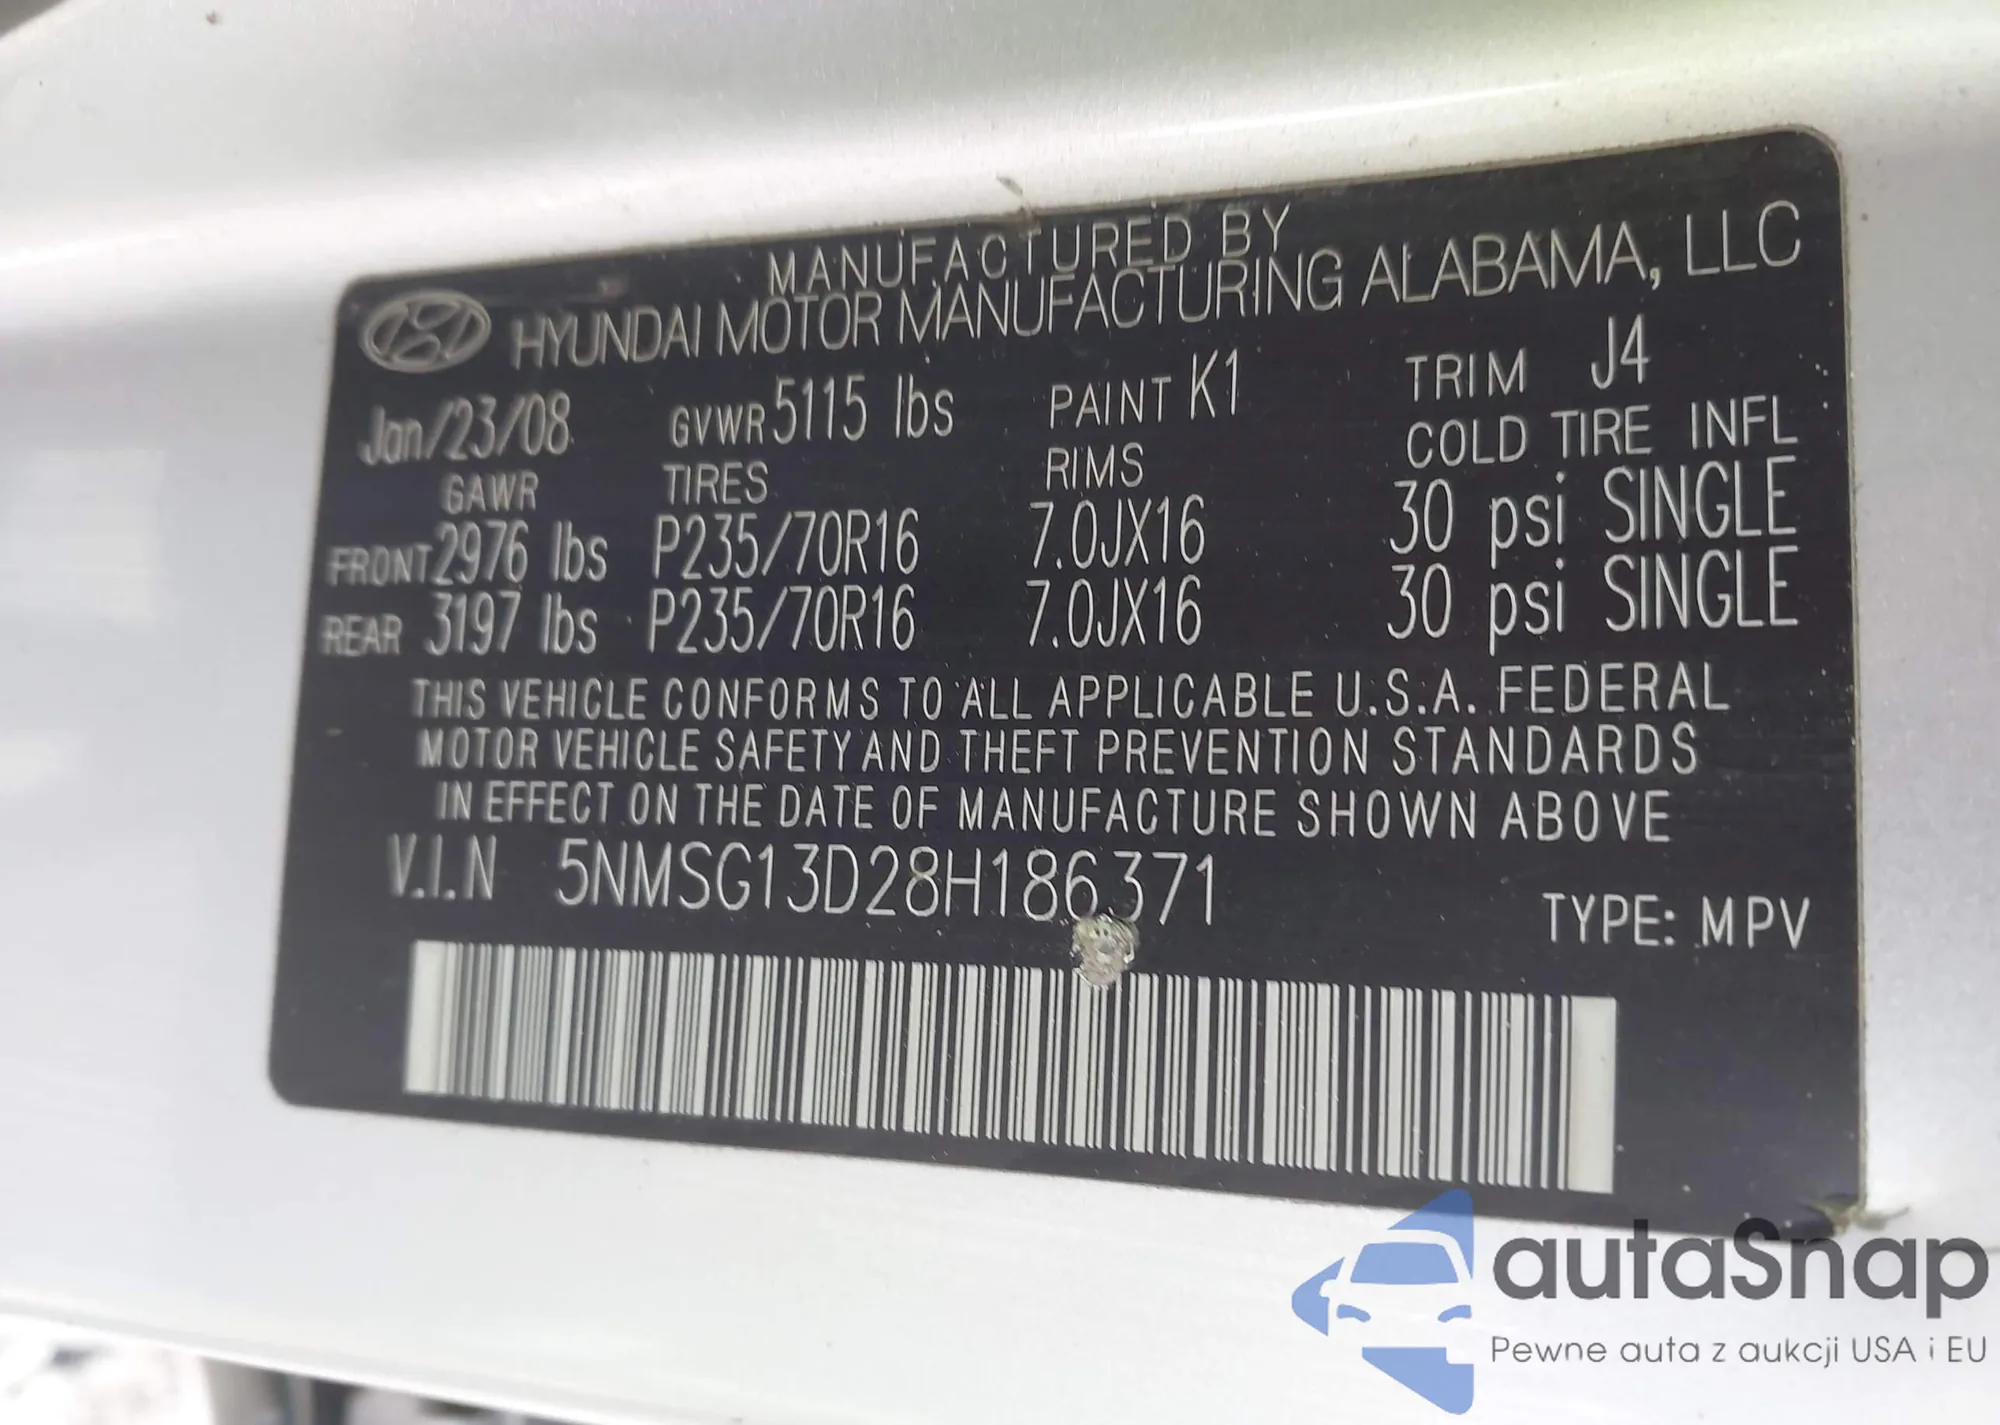 MANUFACTURED BY
HYUNDAI MOTOR MANUFACTURING ALABAMA, LLC
Jan/23/08 GVWR 5115 lbs PAINT K1 TRIM J4
GAWR TIRES RIMS COLD TIRE INFL
FRONT 2976 lbs P235/70R16 7.0JX16 30 psi SINGLE
REAR 3197 lbs P235/70R16 7.0JX16 30 psi SINGLE
THIS VEHICLE CONFORMS TO ALL APPLICABLE U.S.A. FEDERAL
MOTOR VEHICLE SAFETY AND THEFT PREVENTION STANDARDS
IN EFFECT ON THE DATE OF MANUFACTURE SHOWN ABOVE
V.I.N 5NMSG13D28H186371
TYPE: MPV
autoSnap
Pewne auta z aukcji USA i EU